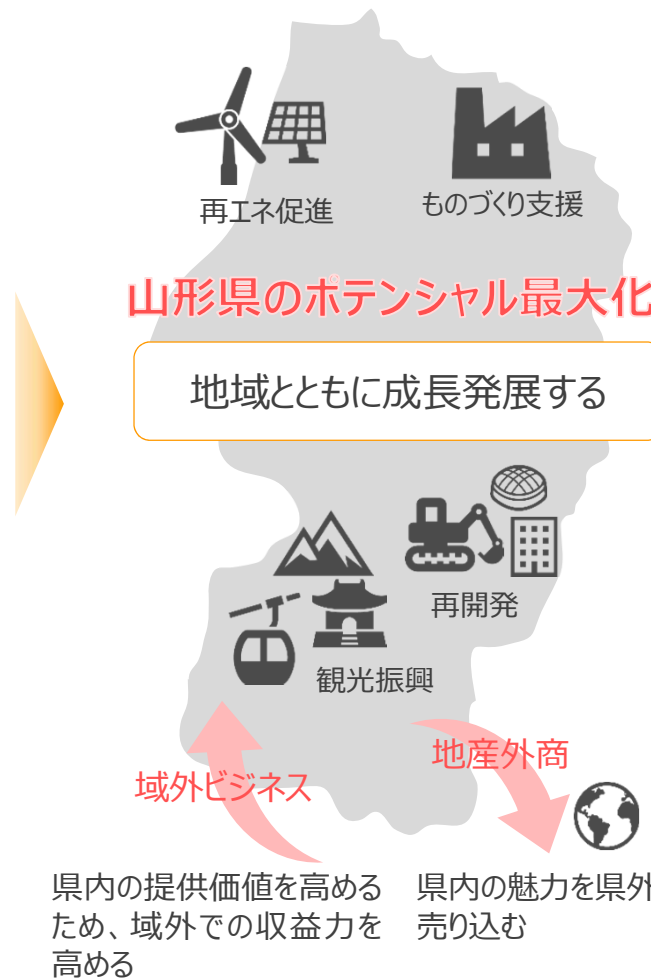 再エネ促進
ものづくり支援
山形県のポテンシャル最大化
地域とともに成長発展する
再開発
観光振興
地産外商
域外ビジネス
県内の提供価値を高める
ため、域外での収益力を
高める
県内の魅力を県外
売り込む